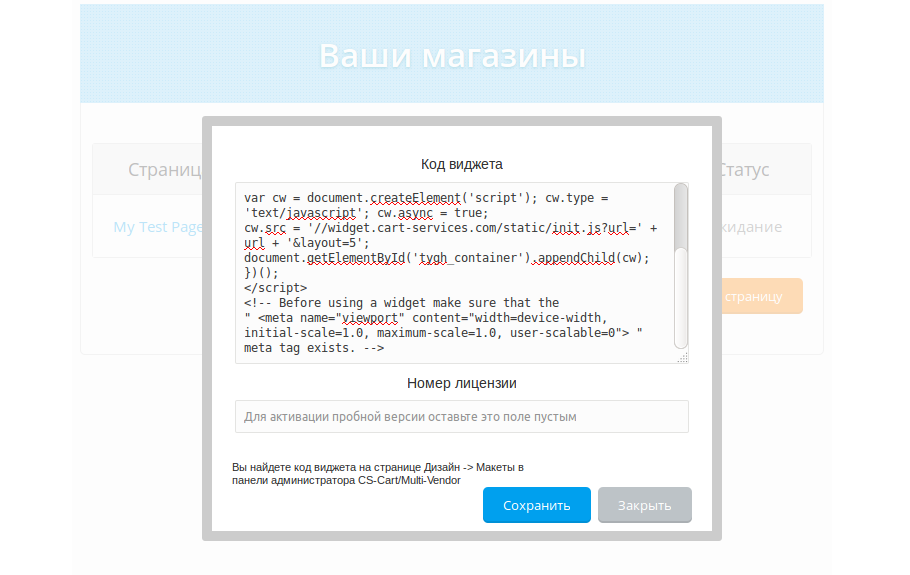 Ваши магазины
Страниц
Статус
My Test Page
жидание
страницу
Код виджета
var cw = document.createElement('script'); cw.type =
'text/javascript'; cw.async = true;
cw.src = '//widget.cart-services.com/static/init.js?url=' +
url + '&layout=5';
document.getElementById('tygh_container').appendChild(cw);
})();
</script>
<!-- Before using a widget make sure that the
" <meta name="viewport" content="width=device-width,
initial-scale=1.0, maximum-scale=1.0, user-scalable=0"> "
meta tag exists. -->
Номер лицензии
Для активации пробной версии оставьте это поле пустым
Вы найдете код виджета на странице Дизайн -> Макеты в
панели администратора CS-Cart/Multi-Vendor
Сохранить
Закрыть